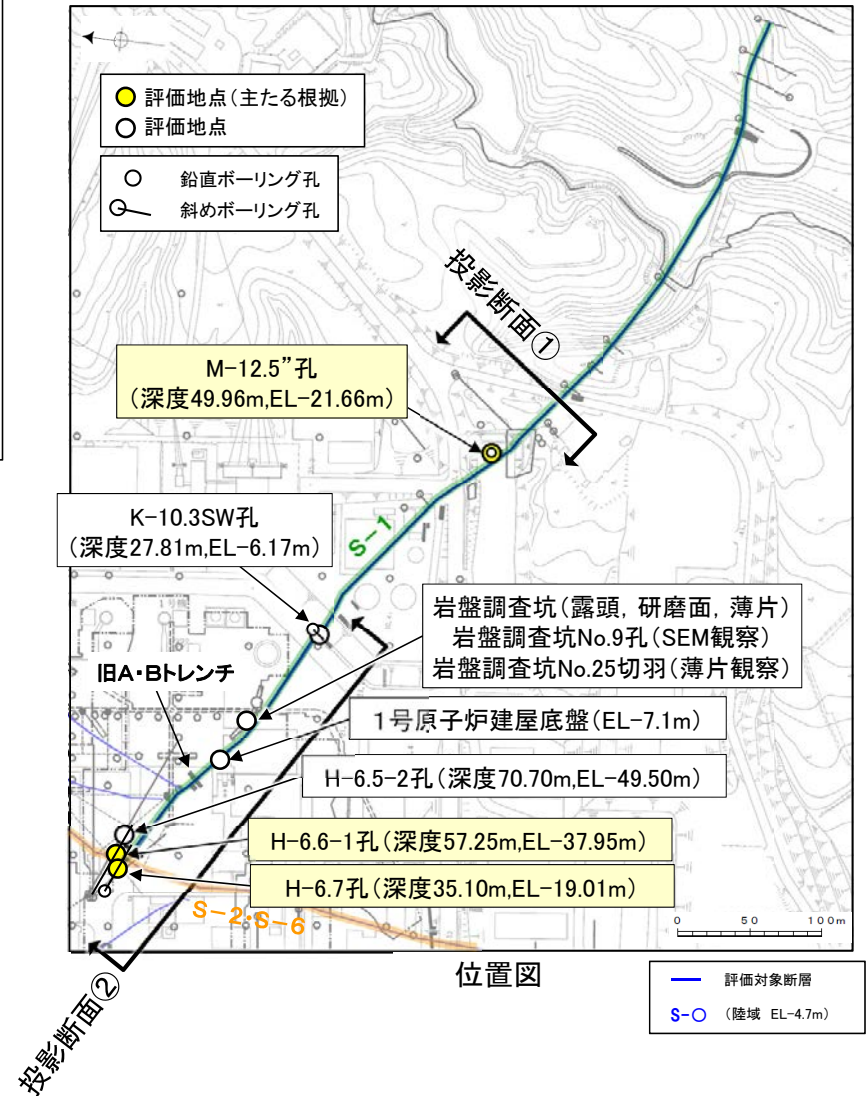 評価地点(主たる根拠)
評価地点
鉛直ボーリング孔
斜めボーリング孔
投影断面①
M-12.5”孔
(深度49.96m,EL-21.66m)
K-10.3SW孔
(深度27.81m,EL-6.17m)
S-1
岩盤調査坑(露頭, 研磨面, 薄片)
岩盤調査坑No.9孔(SEM観察)
岩盤調査坑No.25切羽(薄片観察)
旧A・Bトレンチ
1号原子炉建屋底盤(EL-7.1m)
H-6.5-2孔(深度70.70m,EL-49.50m)
H-6.6-1孔(深度57.25m,EL-37.95m)
H-6.7孔(深度35.10m,EL-19.01m)
S-2・S-6
0 50 100m
位置図
投影断面②
評価対象断層
S-○ (陸域 EL-4.7m)